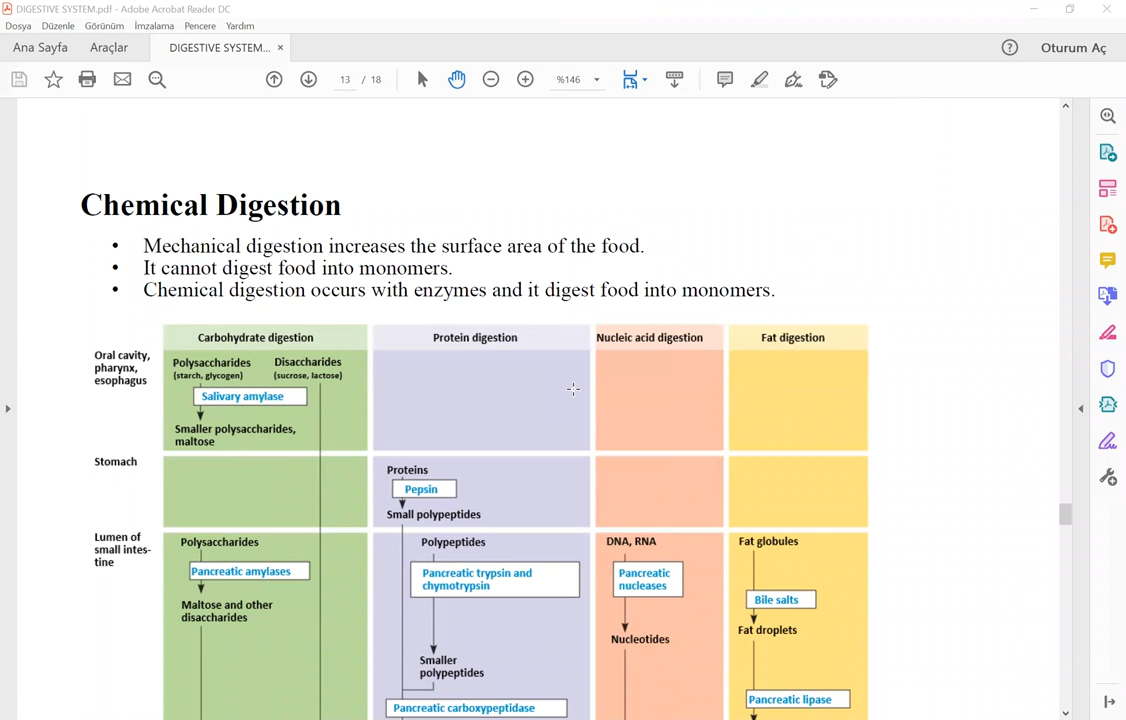 DIGESTIVE SYSTEM.pdf - Adobe Acrobat Reader DC
Dosya Düzenle Görünüm İmzalama Pencere Yardım
Ana Sayfa Araçlar DIGESTIVE SYSTEM... × Oturum Aç
13 / 18 %146
Chemical Digestion
• Mechanical digestion increases the surface area of the food.
• It cannot digest food into monomers.
• Chemical digestion occurs with enzymes and it digest food into monomers.
Carbohydrate digestion Protein digestion Nucleic acid digestion Fat digestion
Oral cavity,
pharynx,
esophagus
Polysaccharides Disaccharides
(starch, glycogen) (sucrose, lactose)
Salivary amylase
Smaller polysaccharides,
maltose
Stomach
Proteins
Pepsin
Small polypeptides
Lumen of
small intes-
tine
Polysaccharides
Pancreatic amylases
Maltose and other
disaccharides
Polypeptides
Pancreatic trypsin and
chymotrypsin
Smaller
polypeptides
Pancreatic carboxypeptidase
DNA, RNA
Pancreatic
nucleases
Nucleotides
Fat globules
Bile salts
Fat droplets
Pancreatic lipase